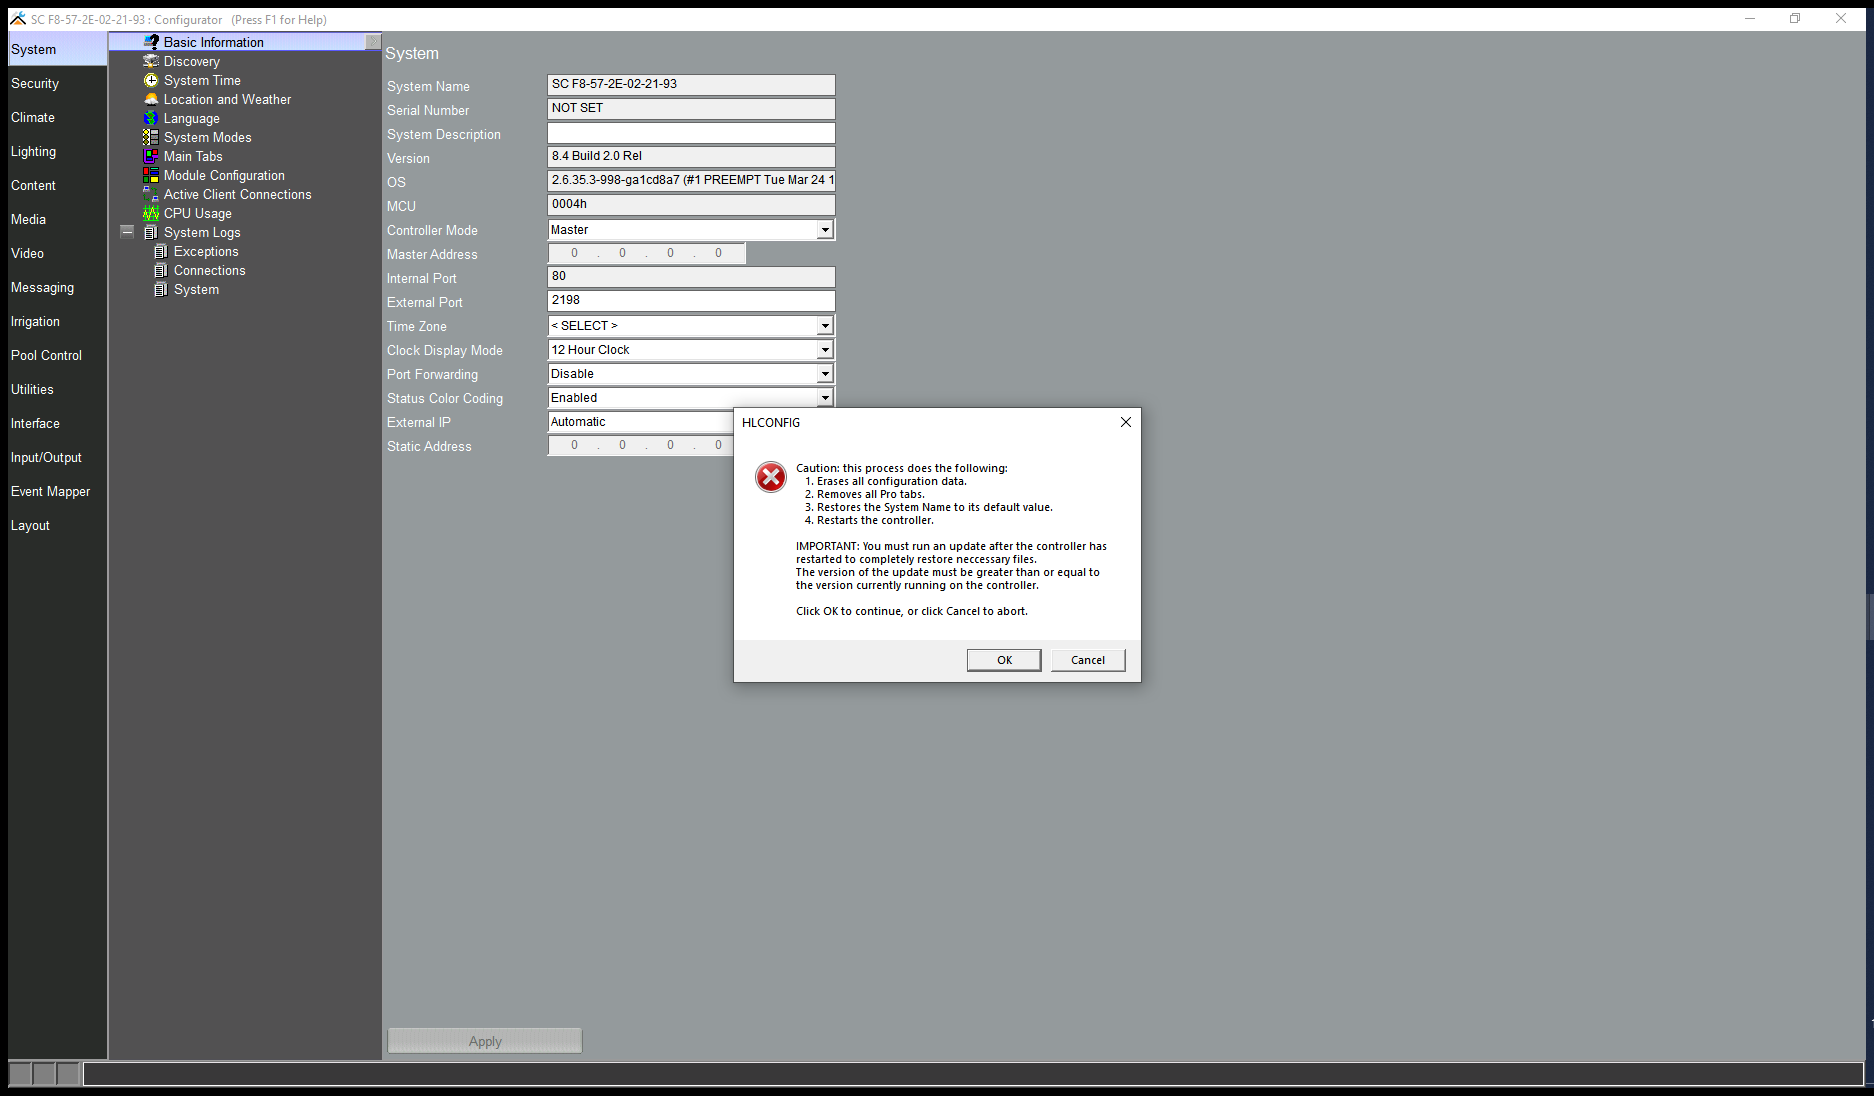 SC F8-57-2E-02-21-93 : Configurator (Press F1 for Help)
System
Security
Climate
Lighting
Content
Media
Video
Messaging
Irrigation
Pool Control
Utilities
Interface
Input/Output
Event Mapper
Layout
Basic Information
Discovery
System Time
Location and Weather
Language
System Modes
Main Tabs
Module Configuration
Active Client Connections
CPU Usage
System Logs
Exceptions
Connections
System
System
System Name SC F8-57-2E-02-21-93
Serial Number NOT SET
System Description
Version 8.4 Build 2.0 Rel
OS 2.6.35.3-998-ga1cd8a7 (#1 PREEMPT Tue Mar 24 1
MCU 0004h
Controller Mode Master
Master Address 0 . 0 . 0 . 0
Internal Port 80
External Port 2198
Time Zone < SELECT >
Clock Display Mode 12 Hour Clock
Port Forwarding Disable
Status Color Coding Enabled
External IP Automatic
Static Address 0 . 0 . 0 . 0
HLCONFIG
Caution: this process does the following:
1. Erases all configuration data.
2. Removes all Pro tabs.
3. Restores the System Name to its default value.
4. Restarts the controller.
IMPORTANT: You must run an update after the controller has
restarted to completely restore neccessary files.
The version of the update must be greater than or equal to
the version currently running on the controller.
Click OK to continue, or click Cancel to abort.
OK Cancel
Apply